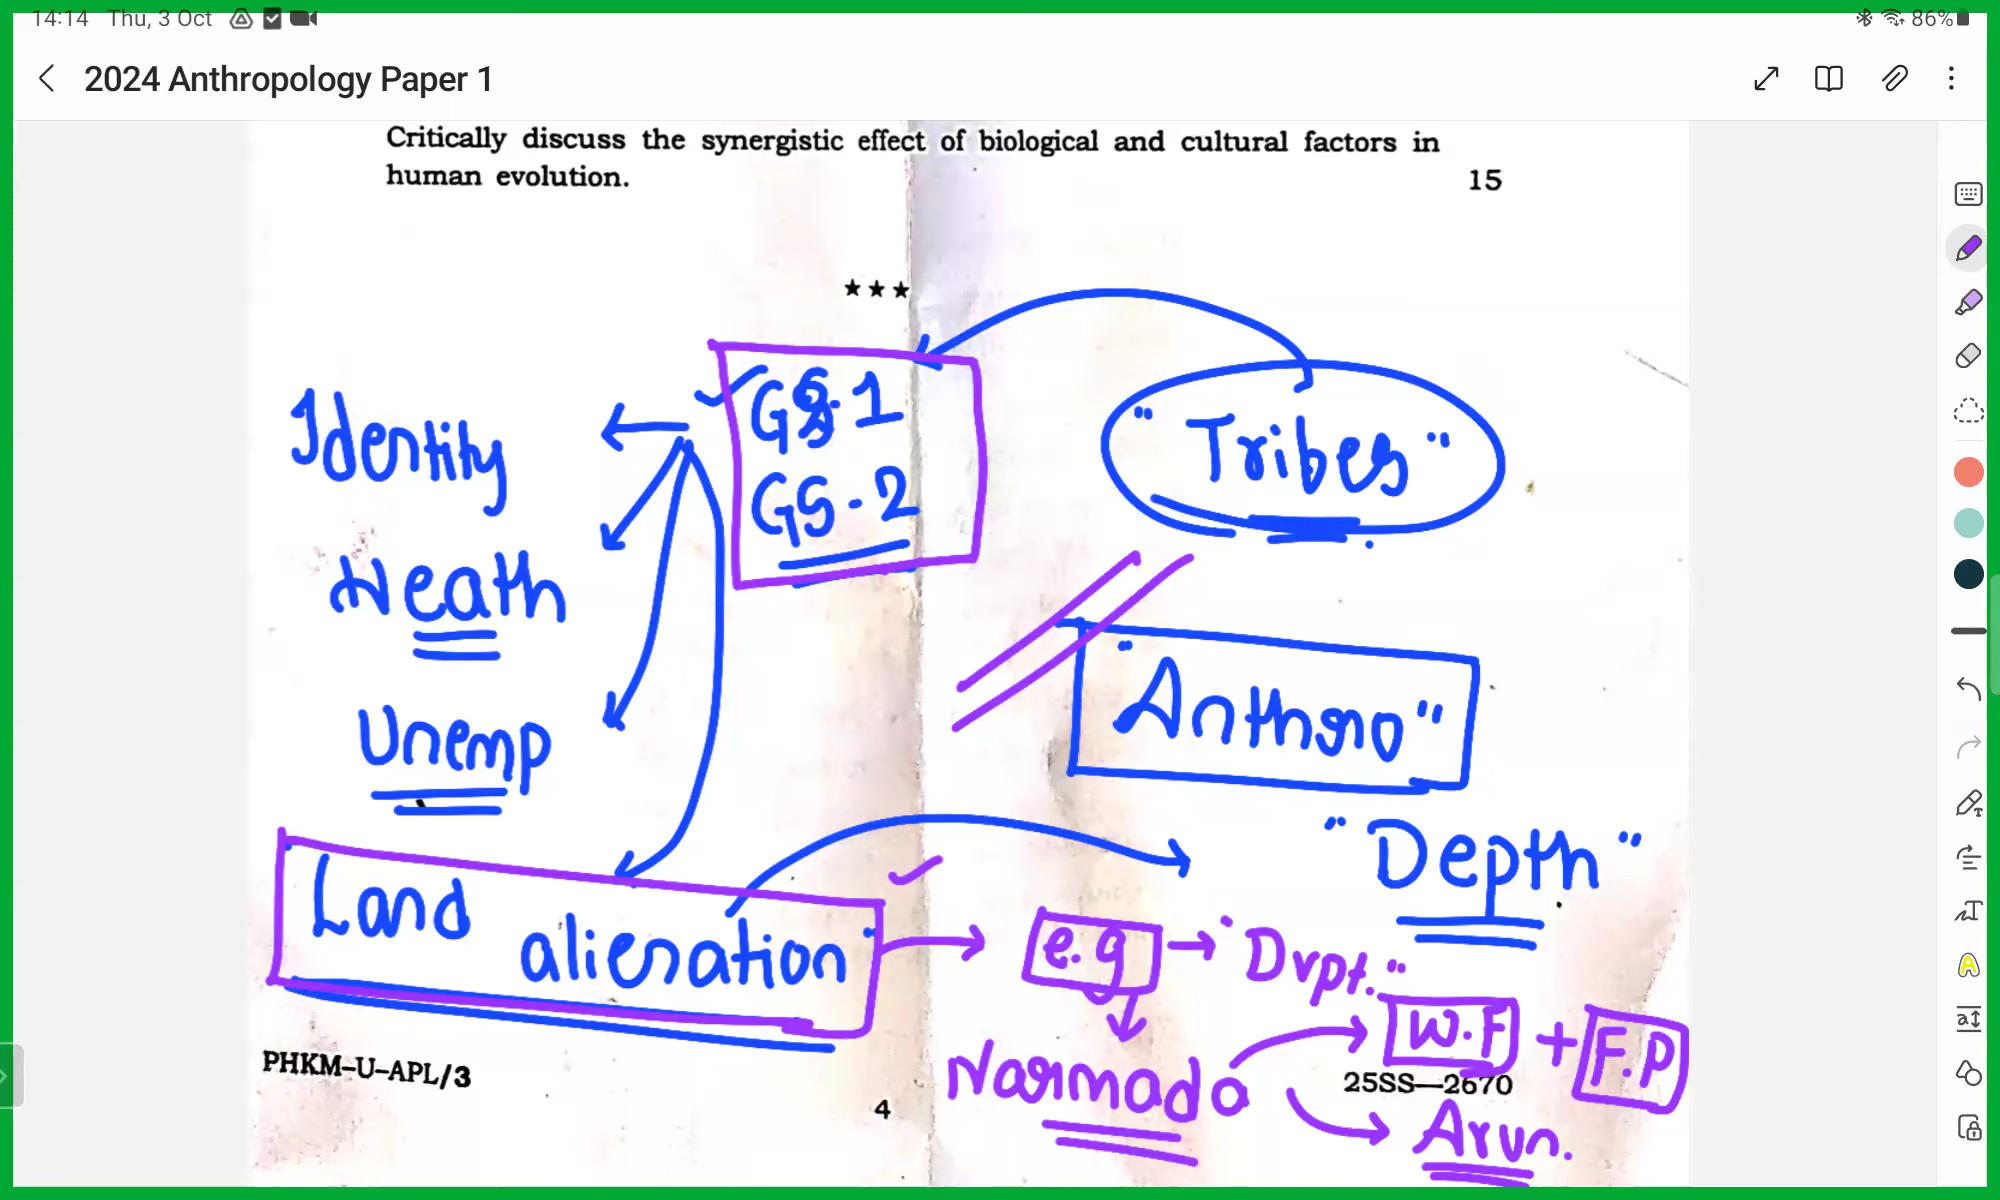 14:14 Thu, 3 Oct
86%
2024 Anthropology Paper 1
Critically discuss the synergistic effect of biological and cultural factors in
human evolution.
15
★★★
GS-1
GS-2
"Tribes"
Identity
Heath
Unemp
"Anthro"
Land alienation"
"Depth"
e.g → "Dvpt."
W.F + F.P
Narmada
Arun.
PHKM–U–APL/3
4
25SS—2670